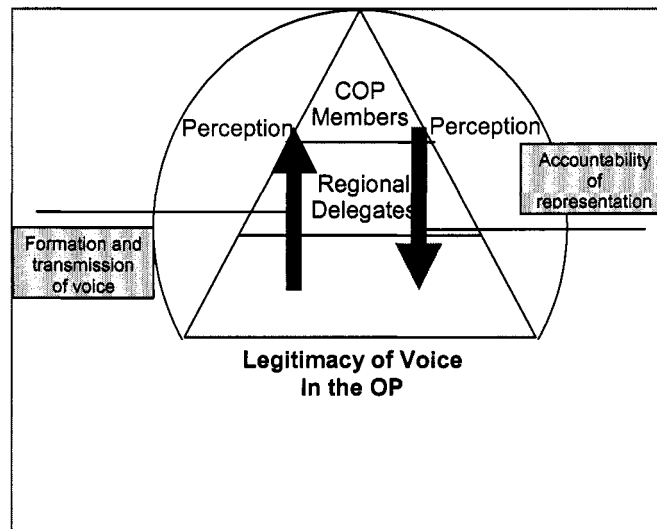 COP
Members
Perception
Perception
Accountability
of
representation
Regional
Delegates
Formation and
transmission
of voice
Legitimacy of Voice
In the OP